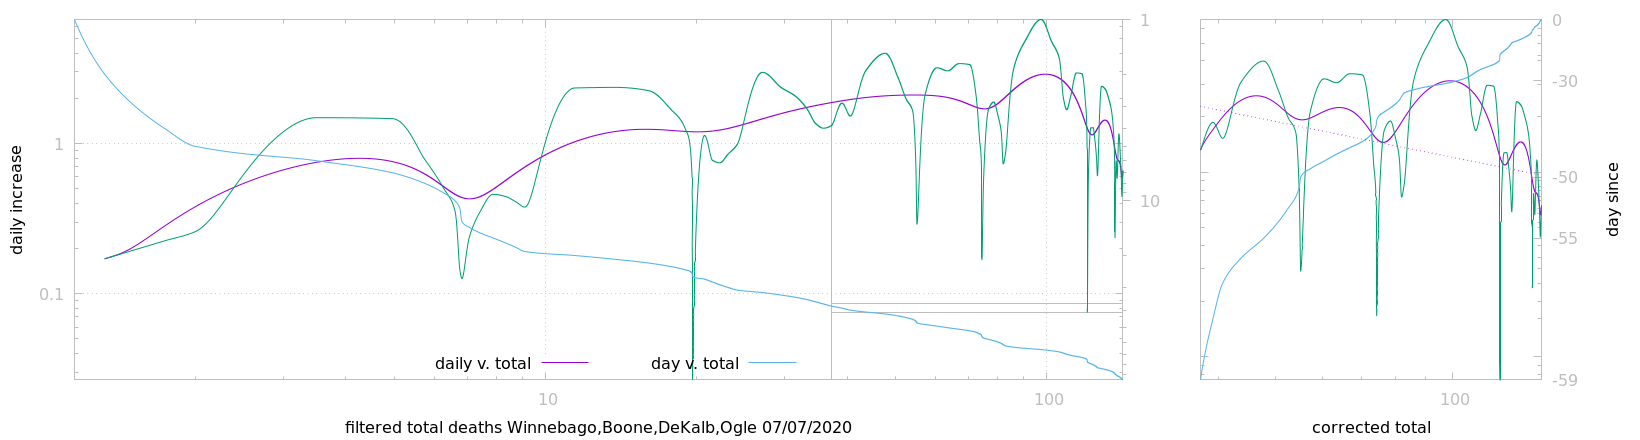 daily increase
1
0.1
10
100
1
10
daily v. total
day v. total
filtered total deaths Winnebago,Boone,DeKalb,Ogle 07/07/2020
0
-30
-50
-55
-59
100
day since
corrected total